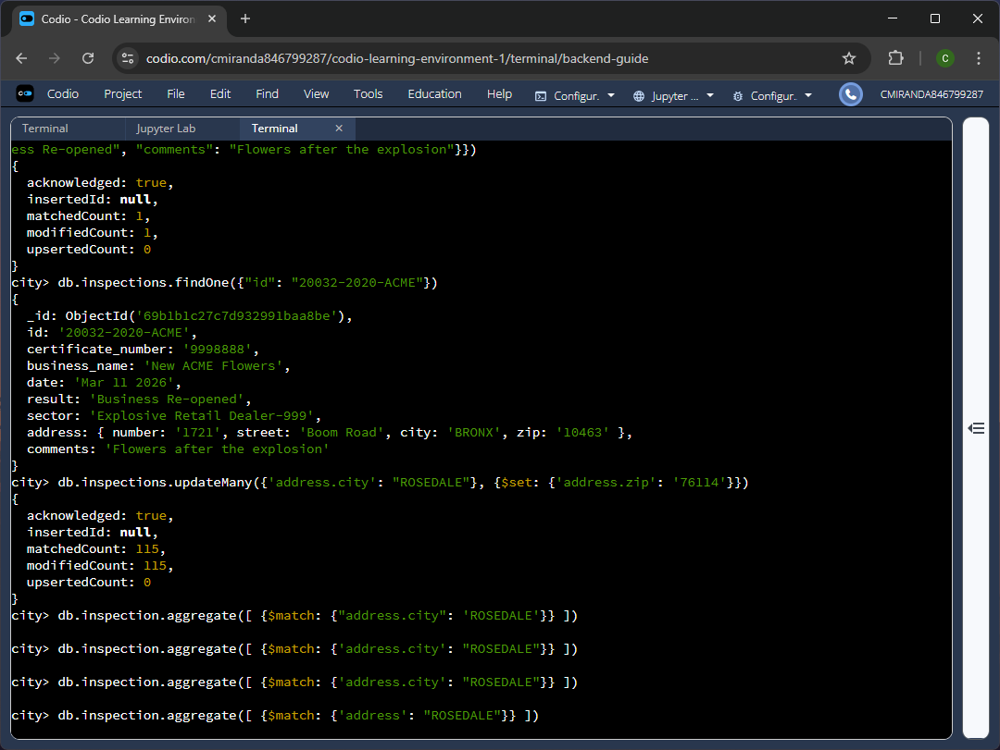 Codio - Codio Learning Environ
codio.com/cmiranda846799287/codio-learning-environment-1/terminal/backend-guide
C
Codio Project File Edit Find View Tools Education Help Configur. Jupyter ... Configur.. CMIRANDA846799287
Terminal Jupyter Lab Terminal
ess Re-opened", "comments": "Flowers after the explosion"}})
{
  acknowledged: true,
  insertedId: null,
  matchedCount: 1,
  modifiedCount: 1,
  upsertedCount: 0
}
city> db.inspections.findOne({"id": "20032-2020-ACME"})
{
  _id: ObjectId('69b1b1c27c7d932991baa8be'),
  id: '20032-2020-ACME',
  certificate_number: '9998888',
  business_name: 'New ACME Flowers',
  date: 'Mar 11 2026',
  result: 'Business Re-opened',
  sector: 'Explosive Retail Dealer-999',
  address: { number: '1721', street: 'Boom Road', city: 'BRONX', zip: '10463' },
  comments: 'Flowers after the explosion'
}
city> db.inspections.updateMany({'address.city': "ROSEDALE"}, {$set: {'address.zip': '76114'}})
{
  acknowledged: true,
  insertedId: null,
  matchedCount: 115,
  modifiedCount: 115,
  upsertedCount: 0
}
city> db.inspection.aggregate([ {$match: {"address.city": 'ROSEDALE'}} ])
city> db.inspection.aggregate([ {$match: {'address.city': "ROSEDALE"}} ])
city> db.inspection.aggregate([ {$match: {'address.city': "ROSEDALE"}} ])
city> db.inspection.aggregate([ {$match: {'address': "ROSEDALE"}} ])